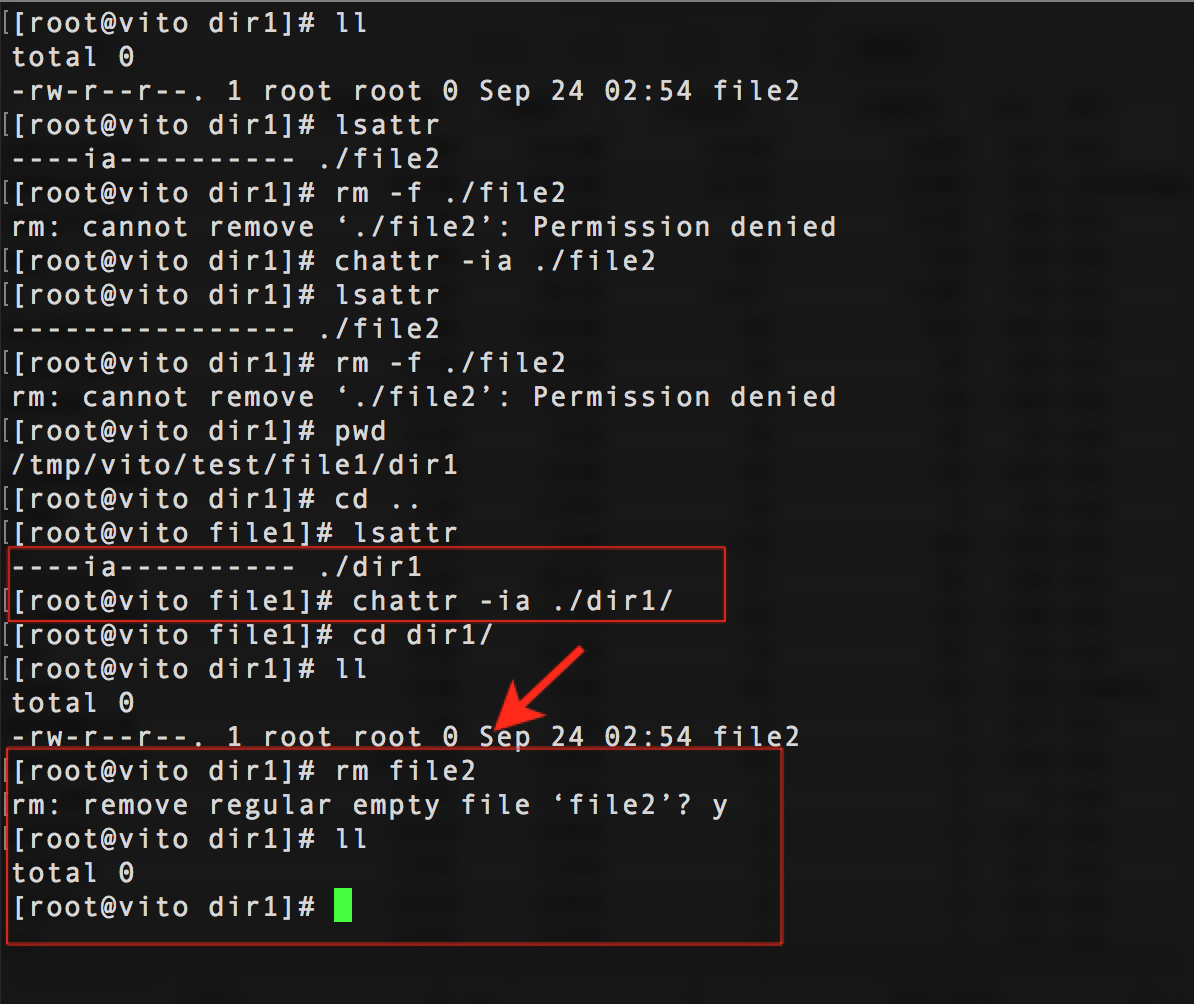 [[root@vito dir1]# ll
total 0
-rw-r--r--. 1 root root 0 Sep 24 02:54 file2
[[root@vito dir1]# lsattr
----ia---------- ./file2
[[root@vito dir1]# rm -f ./file2
rm: cannot remove ‘./file2’: Permission denied
[[root@vito dir1]# chattr -ia ./file2
[[root@vito dir1]# lsattr
---------------- ./file2
[[root@vito dir1]# rm -f ./file2
rm: cannot remove ‘./file2’: Permission denied
[[root@vito dir1]# pwd
/tmp/vito/test/file1/dir1
[[root@vito dir1]# cd ..
[[root@vito file1]# lsattr
----ia---------- ./dir1
[[root@vito file1]# chattr -ia ./dir1/
[[root@vito file1]# cd dir1/
[[root@vito dir1]# ll
total 0
-rw-r--r--. 1 root root 0 Sep 24 02:54 file2
[[root@vito dir1]# rm file2
rm: remove regular empty file ‘file2’? y
[[root@vito dir1]# ll
total 0
[root@vito dir1]#